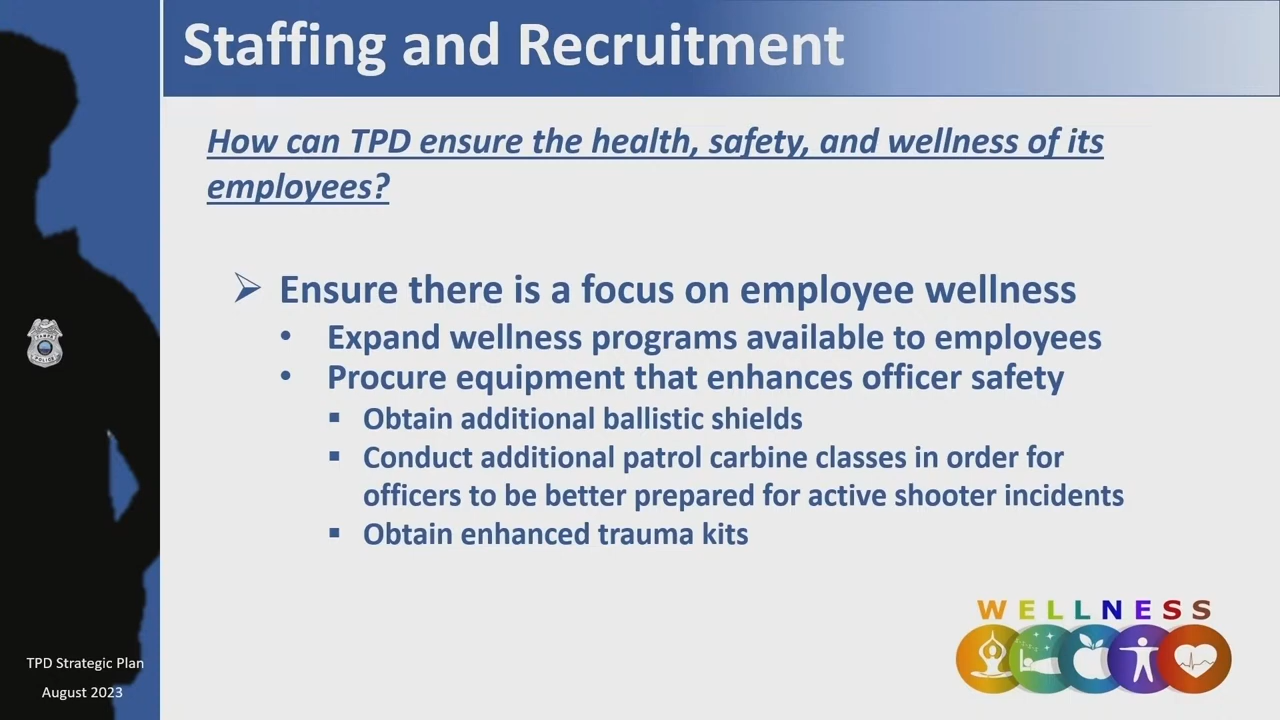 Staffing and Recruitment
How can TPD ensure the health, safety, and wellness of its
employees?
➢ Ensure there is a focus on employee wellness
• Expand wellness programs available to employees
• Procure equipment that enhances officer safety
▪ Obtain additional ballistic shields
▪ Conduct additional patrol carbine classes in order for
officers to be better prepared for active shooter incidents
▪ Obtain enhanced trauma kits
WELLNESS
TPD Strategic Plan
August 2023